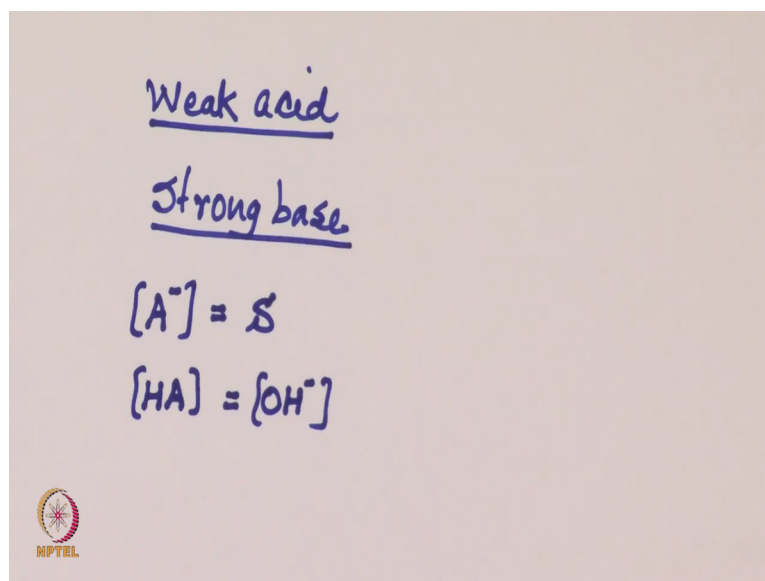 Weak acid
Strong base
[A⁻] = S
[HA] = [OH⁻]
NPTEL